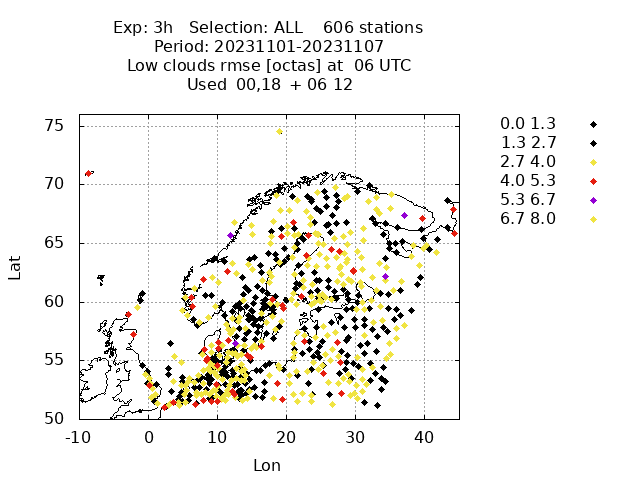 Exp: 3h   Selection: ALL    606 stations
Period: 20231101-20231107
Low clouds rmse [octas] at  06 UTC
Used  00,18  + 06 12
0.0 1.3
1.3 2.7
2.7 4.0
4.0 5.3
5.3 6.7
6.7 8.0
75
70
65
60
55
50
Lat
-10 0 10 20 30 40
Lon